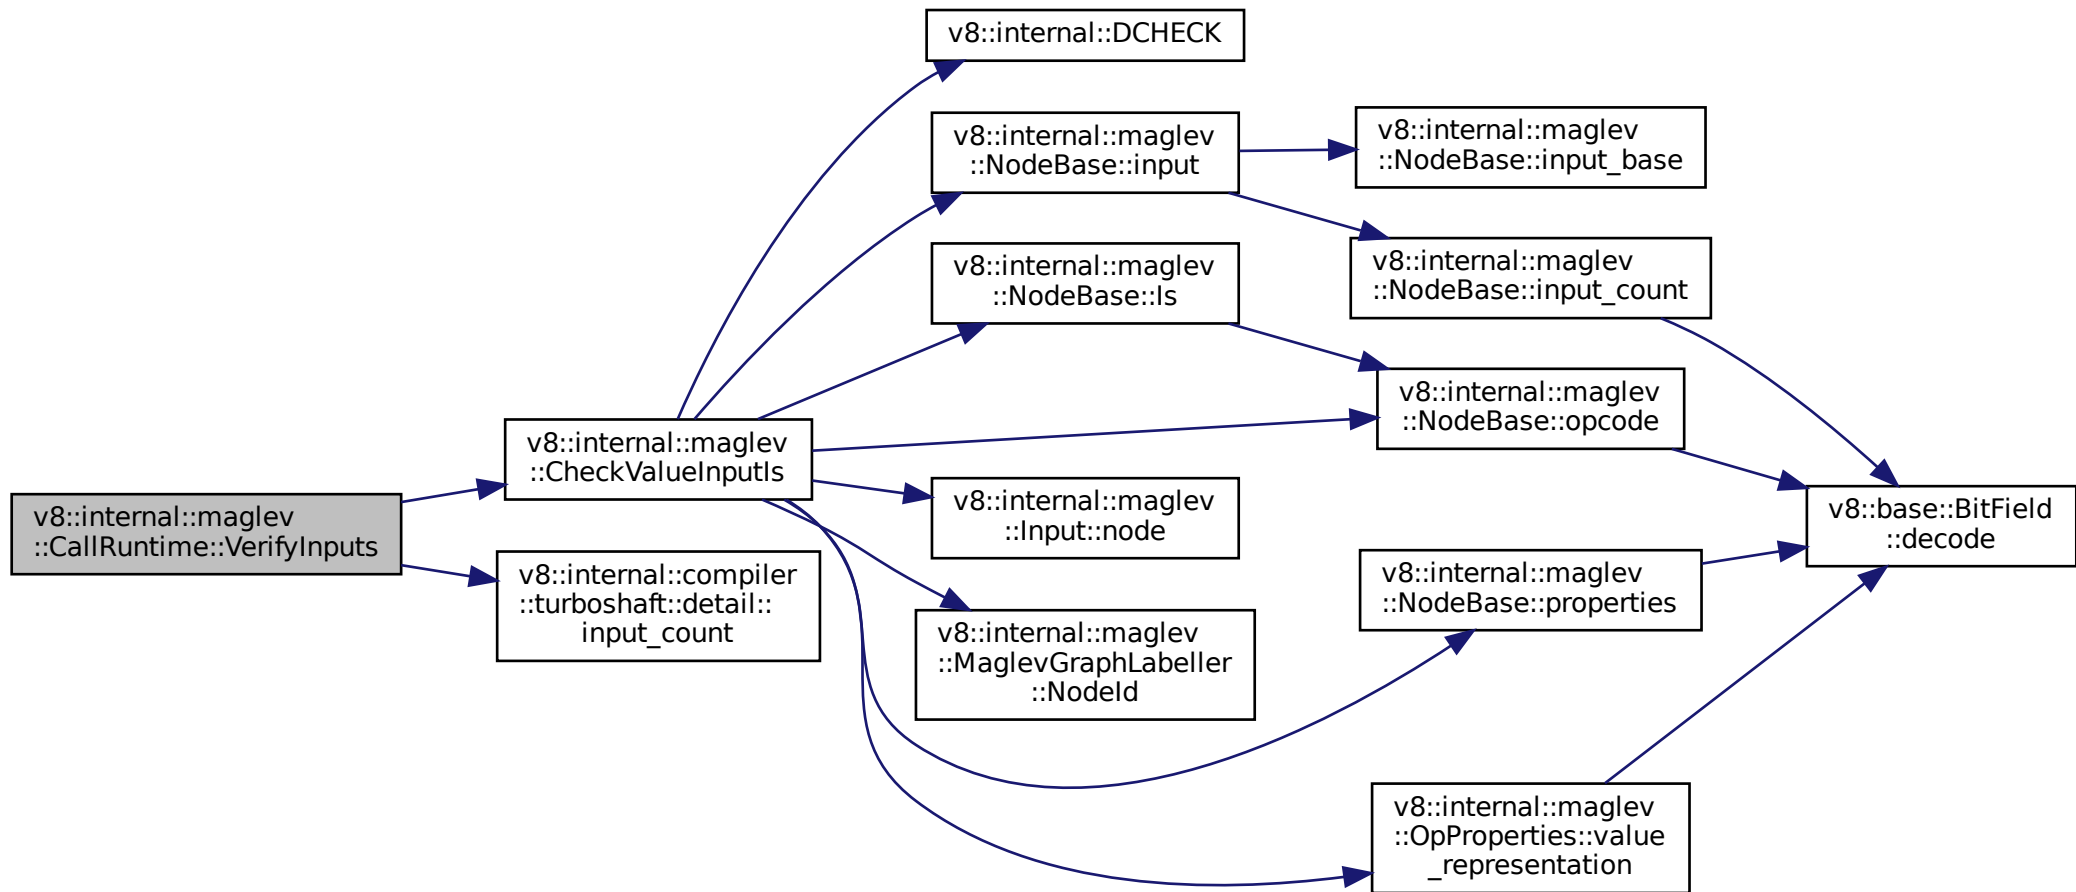 v8::internal::DCHECK
v8::internal::maglev
::NodeBase::input
v8::internal::maglev
::NodeBase::input_base
v8::internal::maglev
::NodeBase::input_count
v8::internal::maglev
::NodeBase::Is
v8::internal::maglev
::NodeBase::opcode
v8::internal::maglev
::CheckValueInputIs
v8::internal::maglev
::CallRuntime::VerifyInputs
v8::internal::maglev
::Input::node
v8::base::BitField
::decode
v8::internal::compiler
::turboshaft::detail::
input_count
v8::internal::maglev
::NodeBase::properties
v8::internal::maglev
::MaglevGraphLabeller
::NodeId
v8::internal::maglev
::OpProperties::value
_representation